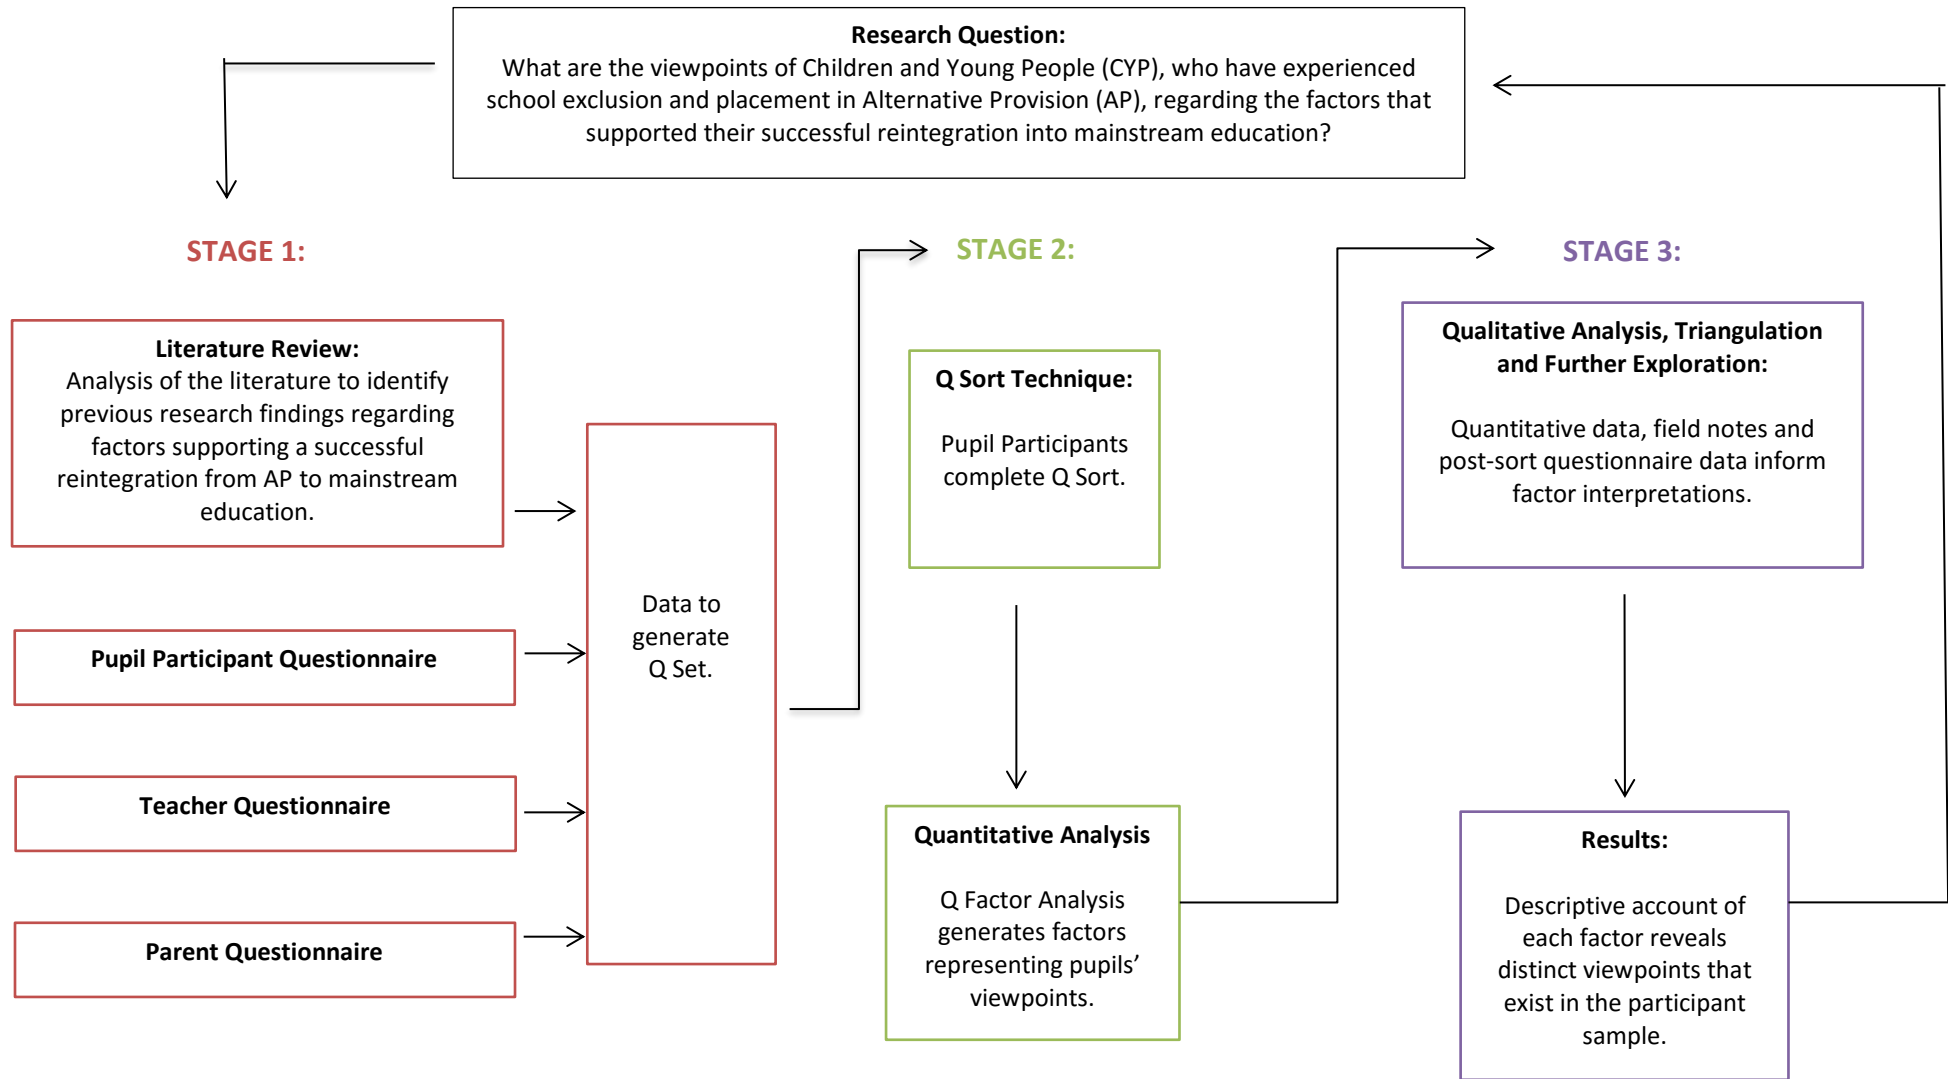 Research Question:
What are the viewpoints of Children and Young People (CYP), who have experienced
school exclusion and placement in Alternative Provision (AP), regarding the factors that
supported their successful reintegration into mainstream education?
STAGE 1:
Literature Review:
Analysis of the literature to identify
previous research findings regarding
factors supporting a successful
reintegration from AP to mainstream
education.
Pupil Participant Questionnaire
Teacher Questionnaire
Parent Questionnaire
Data to
generate
Q Set.
STAGE 2:
Q Sort Technique:
Pupil Participants
complete Q Sort.
Quantitative Analysis
Q Factor Analysis
generates factors
representing pupils’
viewpoints.
STAGE 3:
Qualitative Analysis, Triangulation
and Further Exploration:
Quantitative data, field notes and
post-sort questionnaire data inform
factor interpretations.
Results:
Descriptive account of
each factor reveals
distinct viewpoints that
exist in the participant
sample.